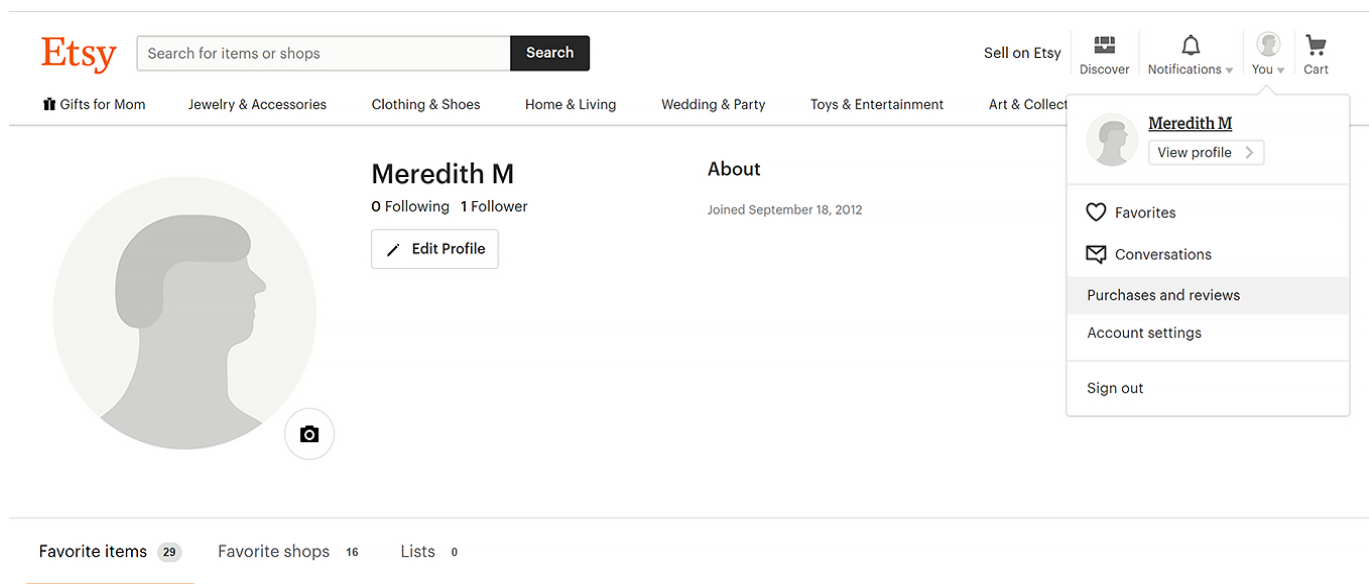 Etsy
Search for items or shops
Search
Sell on Etsy
Discover
Notifications
You
Cart
Gifts for Mom
Jewelry & Accessories
Clothing & Shoes
Home & Living
Wedding & Party
Toys & Entertainment
Art & Collect
Meredith M
View profile
Favorites
Conversations
Purchases and reviews
Account settings
Sign out
Meredith M
0 Following 1 Follower
Edit Profile
About
Joined September 18, 2012
Favorite items 29
Favorite shops 16
Lists 0